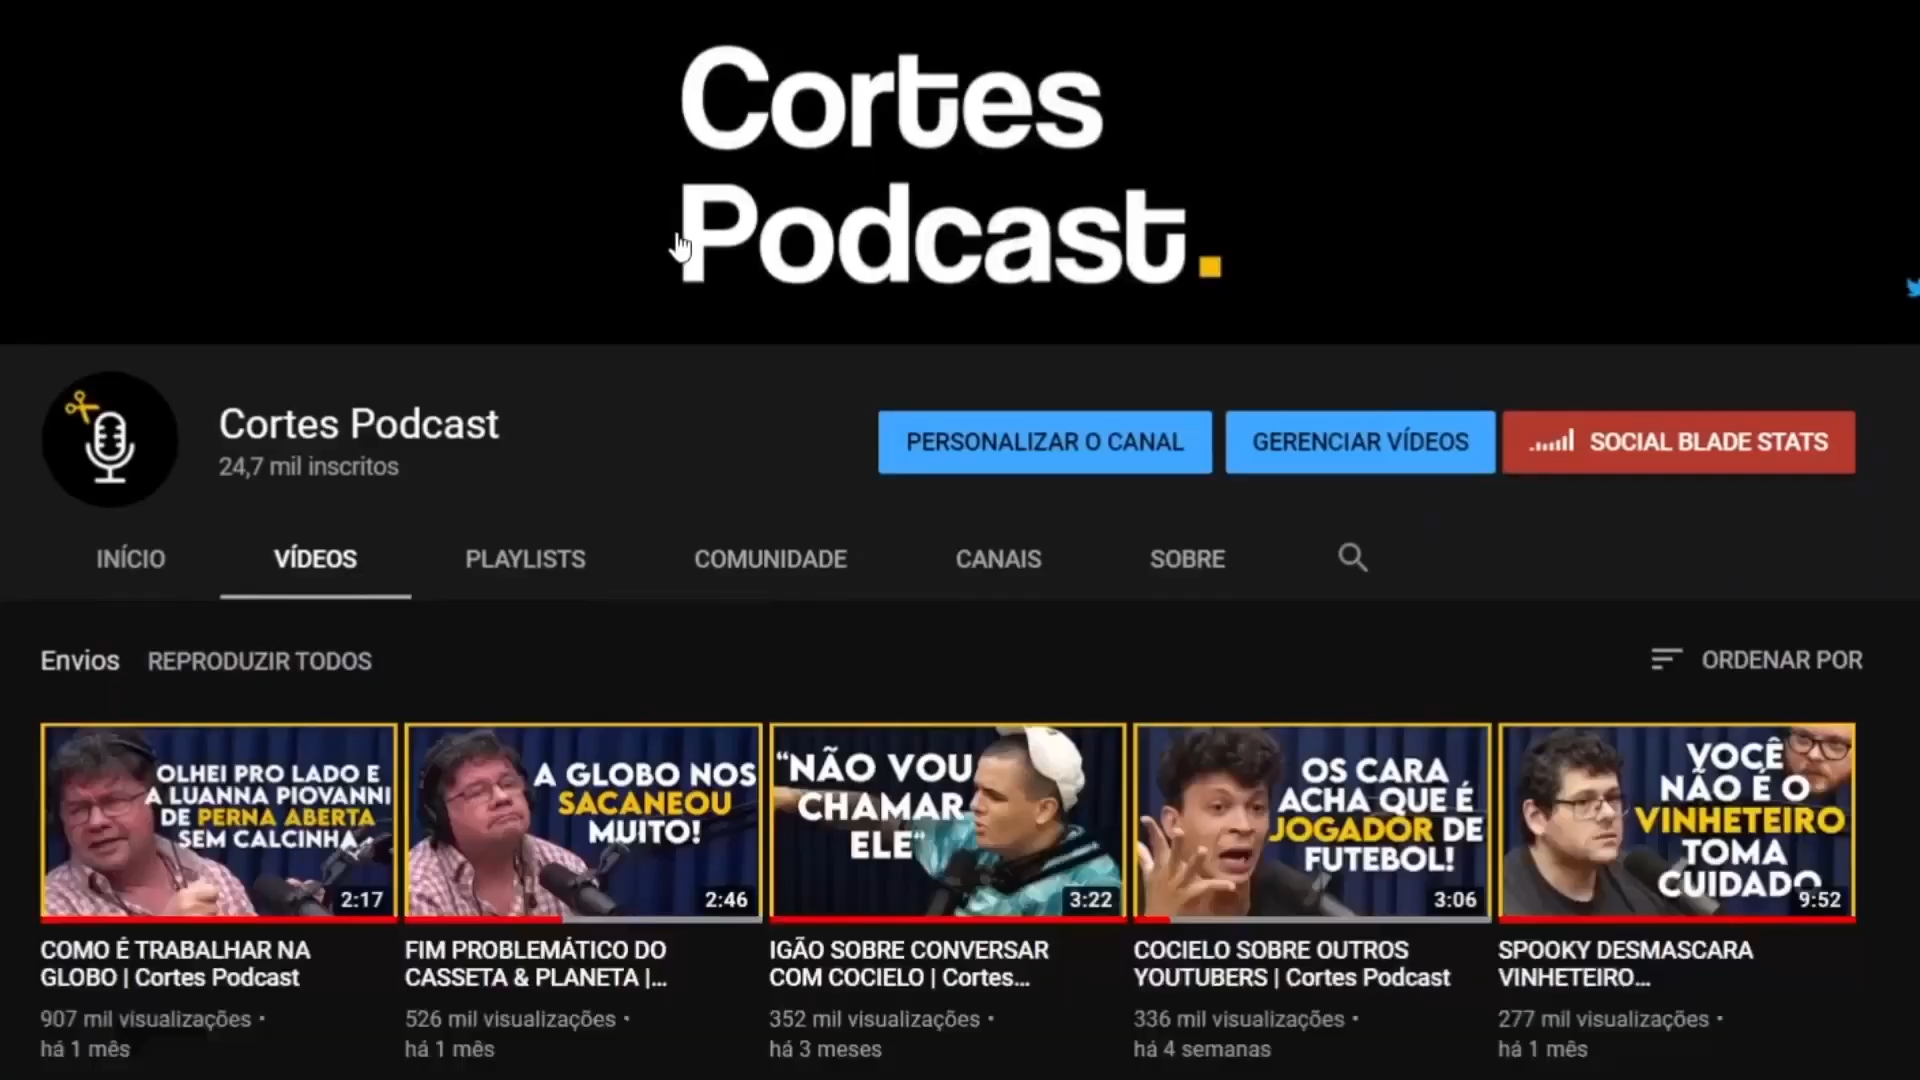 Cortes
Podcast.
Cortes Podcast
24,7 mil inscritos
PERSONALIZAR O CANAL
GERENCIAR VÍDEOS
SOCIAL BLADE STATS
INÍCIO
VÍDEOS
PLAYLISTS
COMUNIDADE
CANAIS
SOBRE
Envios
REPRODUZIR TODOS
ORDENAR POR
OLHEI PRO LADO E
A LUANNA PIOVANNI
DE PERNA ABERTA
SEM CALCINHA
2:17
COMO É TRABALHAR NA
GLOBO | Cortes Podcast
907 mil visualizações •
há 1 mês
A GLOBO NOS
SACANEOU
MUITO!
2:46
FIM PROBLEMÁTICO DO
CASSETA & PLANETA |...
526 mil visualizações •
há 1 mês
“NÃO VOU
CHAMAR
ELE“
3:22
IGÃO SOBRE CONVERSAR
COM COCIELO | Cortes...
352 mil visualizações •
há 3 meses
OS CARA
ACHA QUE É
JOGADOR DE
FUTEBOL!
3:06
COCIELO SOBRE OUTROS
YOUTUBERS | Cortes Podcast
336 mil visualizações •
há 4 semanas
VOCÊ
NÃO É O
VINHETEIRO
TOMA
CUIDADO
9:52
SPOOKY DESMASCARA
VINHETEIRO...
277 mil visualizações •
há 1 mês